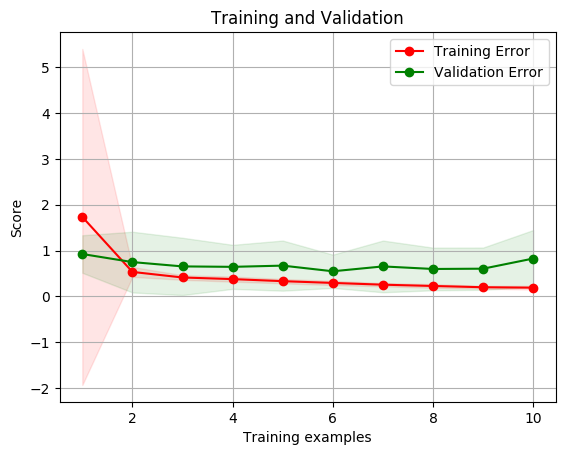 Training and Validation
Training Error
Validation Error
5
4
3
2
1
0
−1
−2
Score
2
4
6
8
10
Training examples